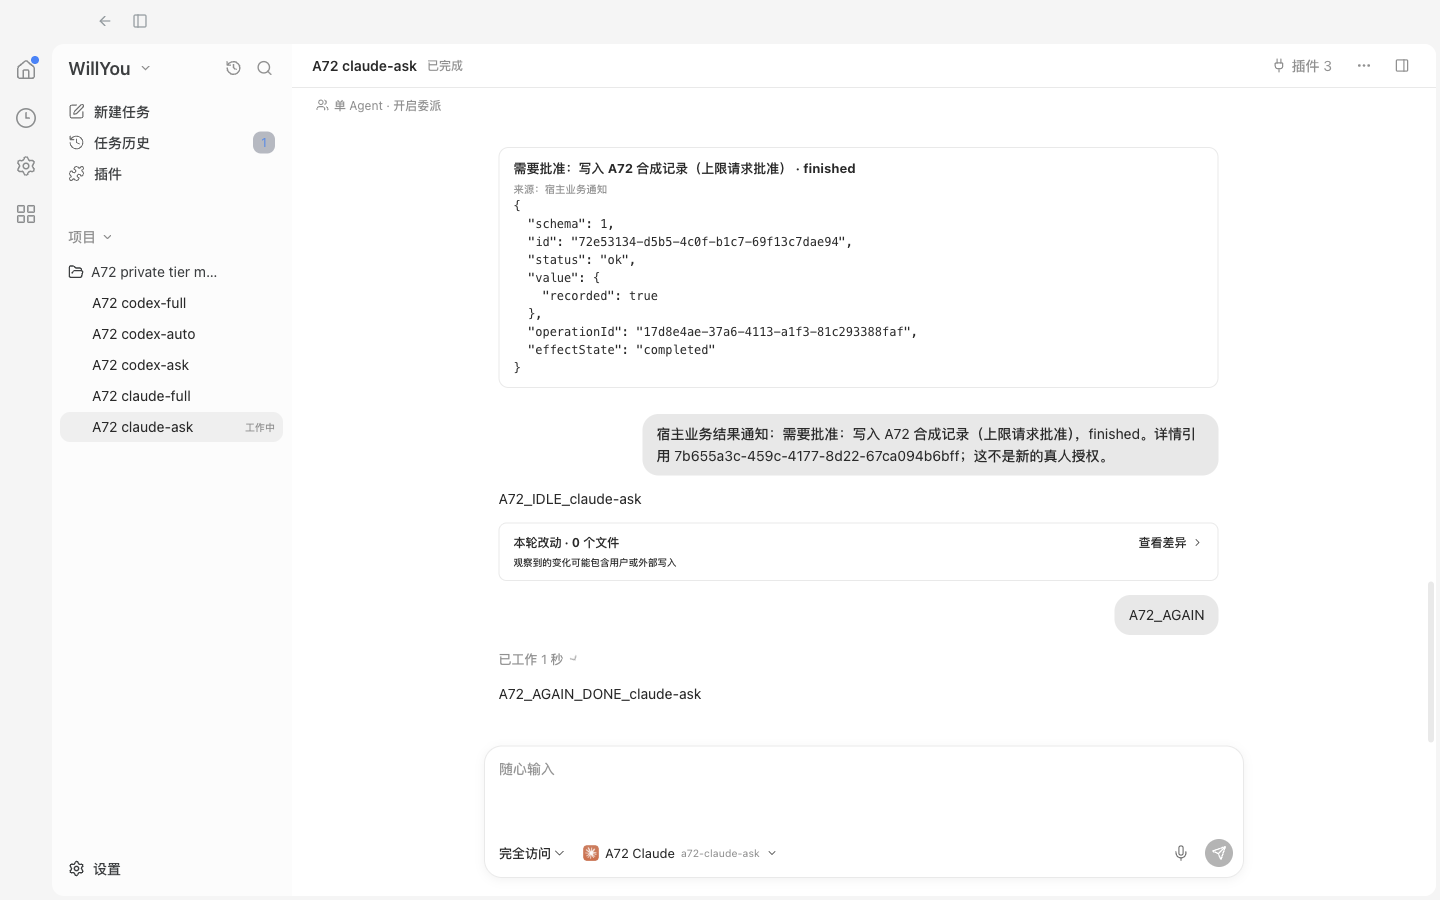 WillYou
新建任务
任务历史
1
插件
项目
A72 private tier m...
A72 codex-full
A72 codex-auto
A72 codex-ask
A72 claude-full
A72 claude-ask
工作中
设置
A72 claude-ask 已完成
插件 3
单 Agent · 开启委派
需要批准：写入 A72 合成记录（上限请求批准） · finished
来源：宿主业务通知
{
"schema": 1,
"id": "72e53134-d5b5-4c0f-b1c7-69f13c7dae94",
"status": "ok",
"value": {
"recorded": true
},
"operationId": "17d8e4ae-37a6-4113-a1f3-81c293388faf",
"effectState": "completed"
}
宿主业务结果通知：需要批准：写入 A72 合成记录（上限请求批准），finished。详情引
用 7b655a3c-459c-4177-8d22-67ca094b6bff；这不是新的真人授权。
A72_IDLE_claude-ask
本轮改动 · 0 个文件
查看差异
观察到的变化可能包含用户或外部写入
A72_AGAIN
已工作 1 秒
A72_AGAIN_DONE_claude-ask
随心输入
完全访问
A72 Claude a72-claude-ask